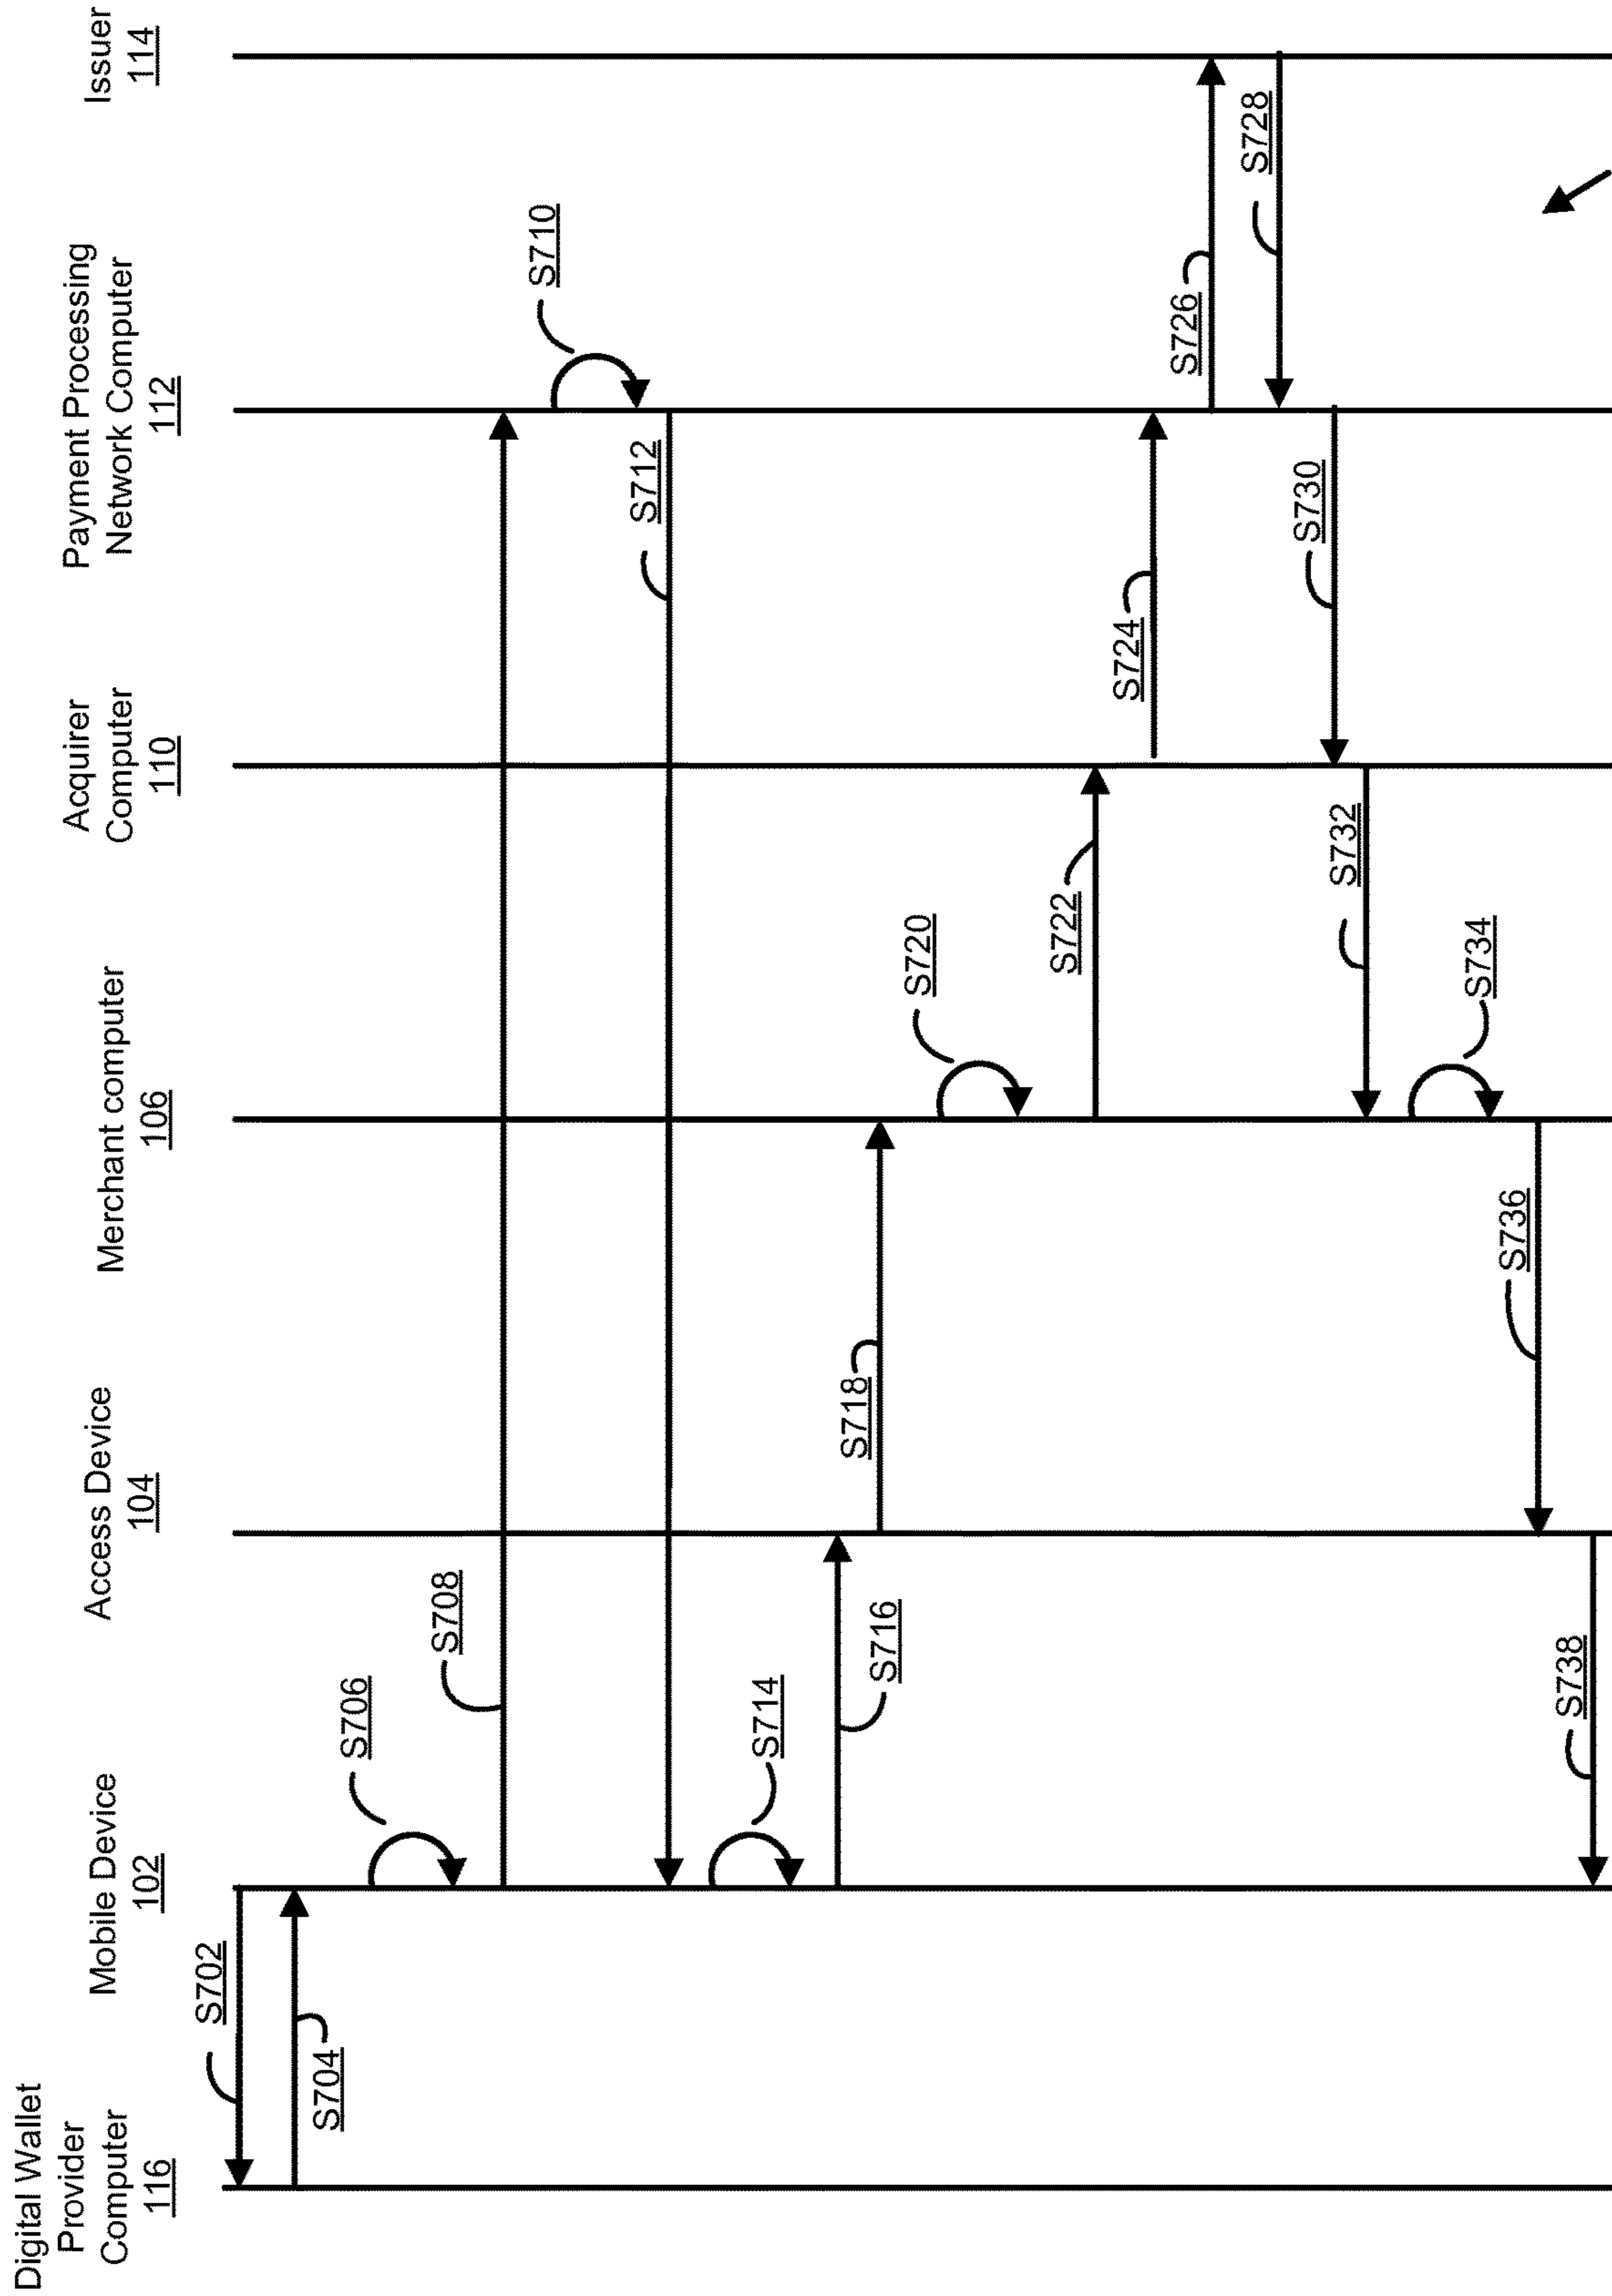 Digital Wallet
Provider
Computer
116
Mobile Device
102
Access Device
104
Merchant computer
106
Acquirer
Computer
110
Payment Processing
Network Computer
112
Issuer
114
S702
S704
S706
S708
S710
S712
S714
S716
S718
S720
S722
S724
S726
S728
S730
S732
S734
S736
S738